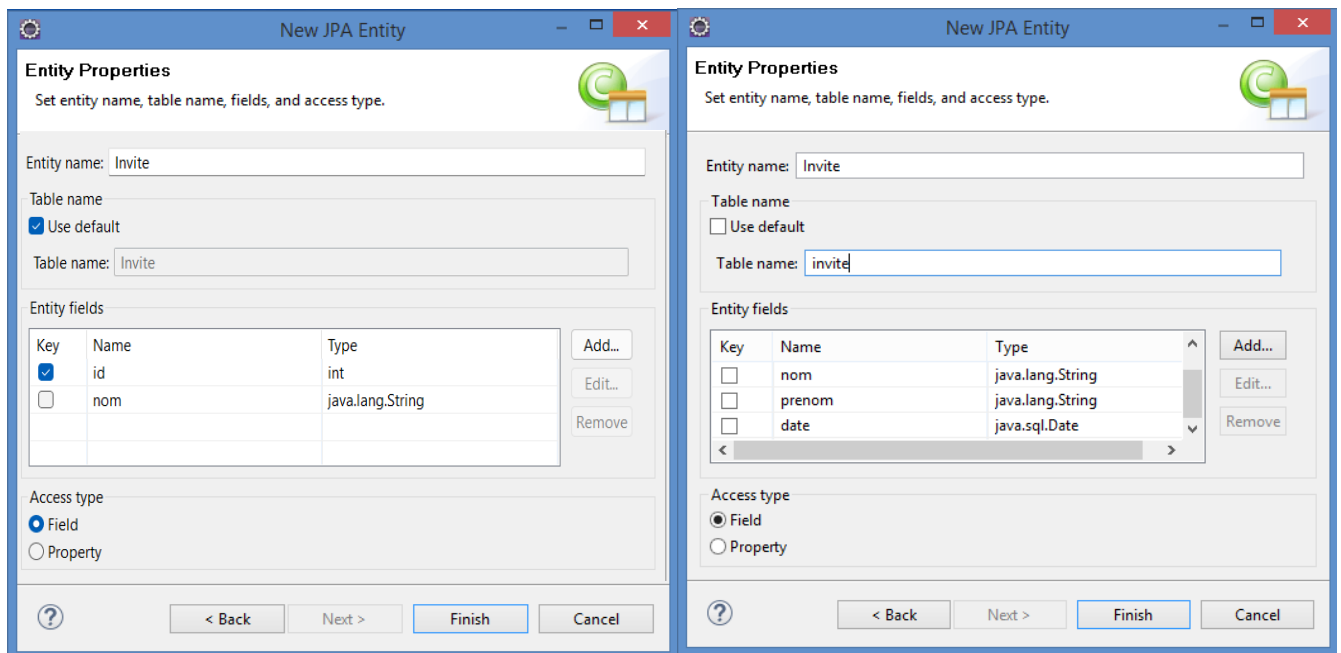 New JPA Entity
Entity Properties
Set entity name, table name, fields, and access type.
Entity name: Invite
Table name
Use default
Table name: Invite
Entity fields
Key Name Type
id int
nom java.lang.String
Add...
Edit...
Remove
Access type
Field
Property
? < Back Next > Finish Cancel
New JPA Entity
Entity Properties
Set entity name, table name, fields, and access type.
Entity name: Invite
Table name
Use default
Table name: invite
Entity fields
Key Name Type
nom java.lang.String
prenom java.lang.String
date java.sql.Date
Add...
Edit...
Remove
Access type
Field
Property
? < Back Next > Finish Cancel